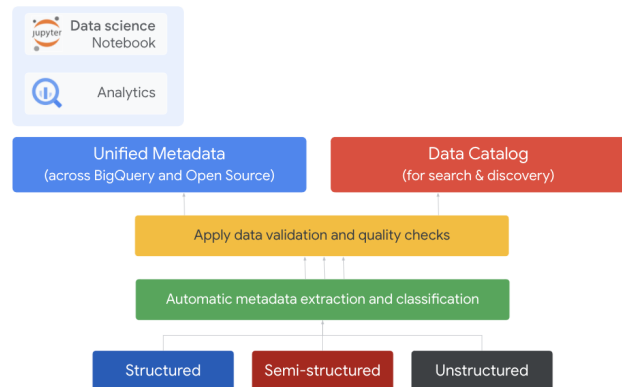 jupyter
Data science
Notebook
Analytics
Unified Metadata
(across BigQuery and Open Source)
Data Catalog
(for search & discovery)
Apply data validation and quality checks
Automatic metadata extraction and classification
Structured
Semi-structured
Unstructured